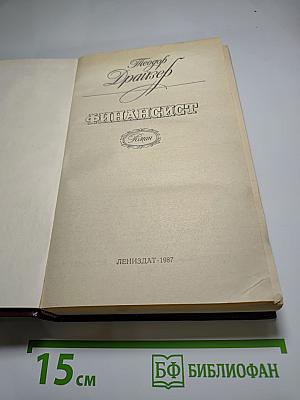 Теодор
Драйзер
ФИНАНСИСТ
Роман
ЛЕНИЗДАТ·1987
15 см
БФ БИБЛИОФАН